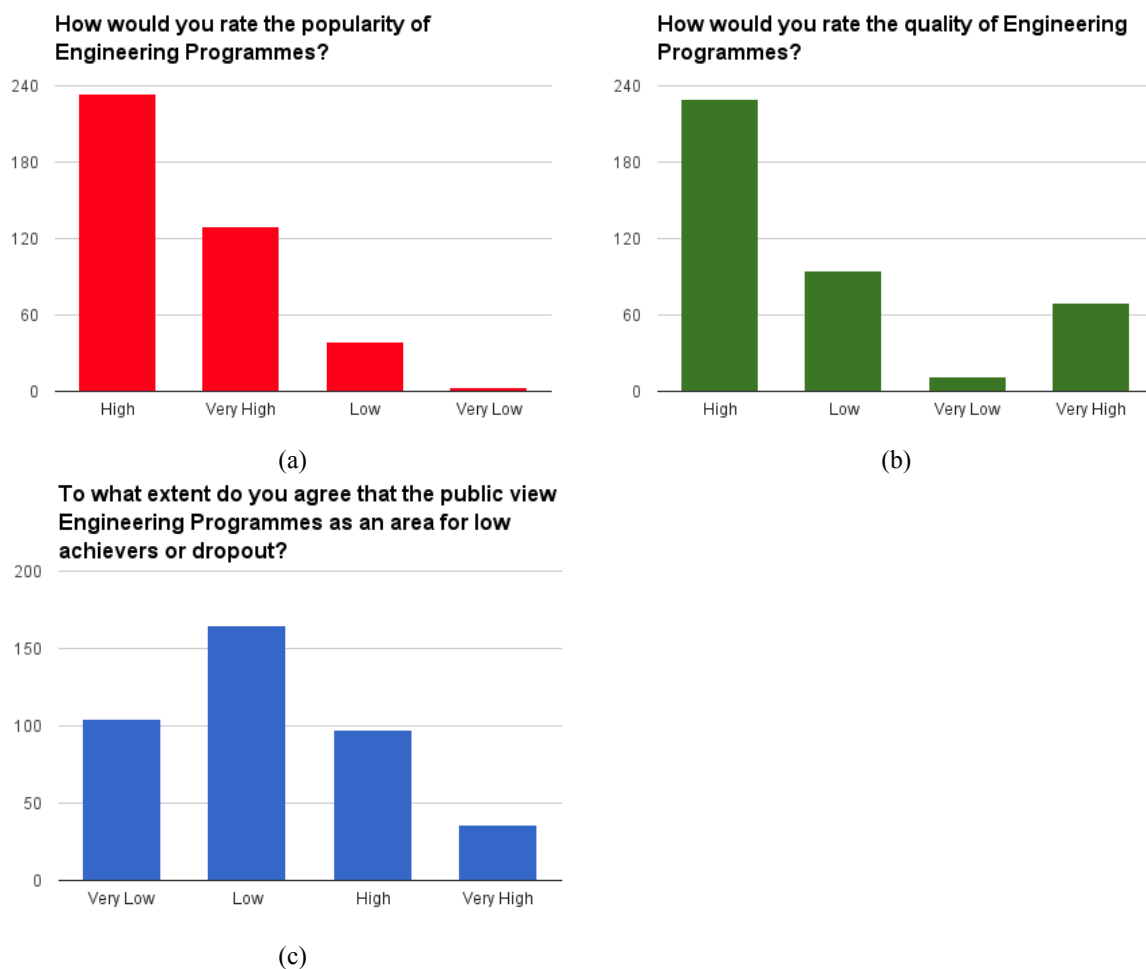 How would you rate the popularity of
Engineering Programmes?
240
180
120
60
0
High Very High Low Very Low
(a)
How would you rate the quality of Engineering
Programmes?
240
180
120
60
0
High Low Very Low Very High
(b)
To what extent do you agree that the public view
Engineering Programmes as an area for low
achievers or dropout?
200
150
100
50
0
Very Low Low High Very High
(c)